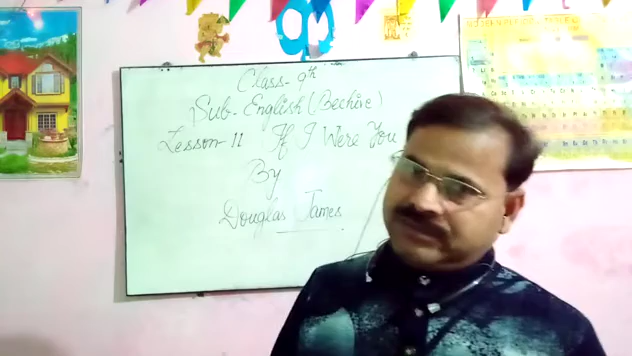 Class-9th
Sub-English (Beehive)
Lesson-11 If I Were You
By
Douglas James